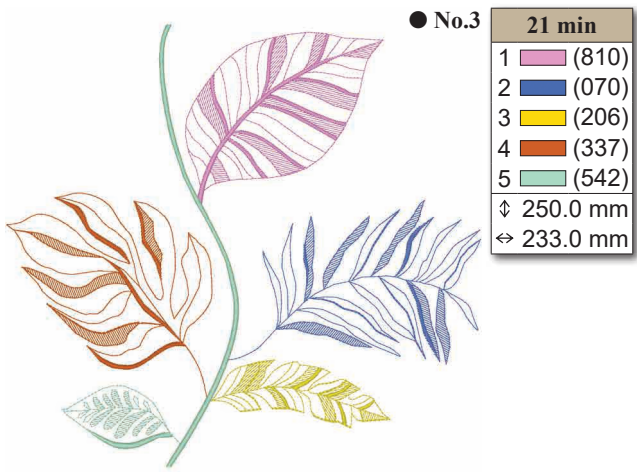 ● No.3
21 min
1 (810)
2 (070)
3 (206)
4 (337)
5 (542)
⇕ 250.0 mm
⇔ 233.0 mm